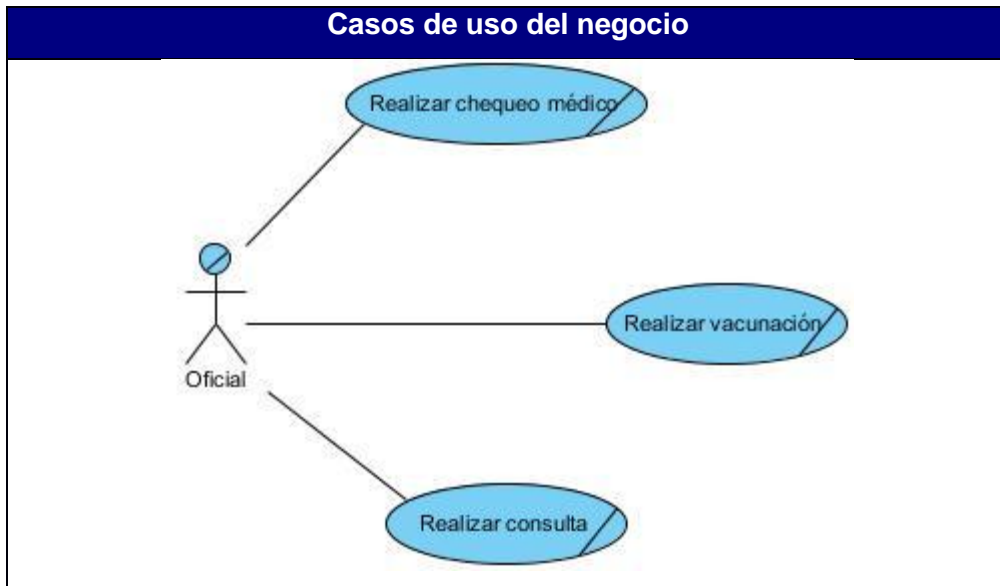 Casos de uso del negocio
Realizar chequeo médico
Realizar vacunación
Oficial
Realizar consulta